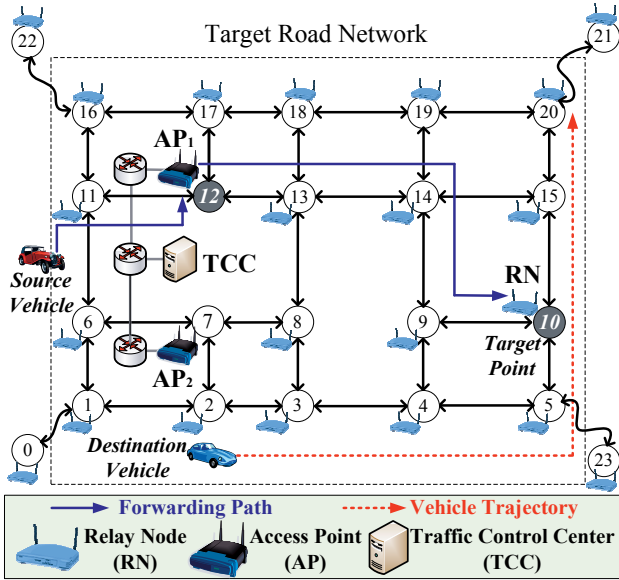 22
21
Target Road Network
16
17
18
19
20
AP1
11
12
13
14
15
Source
Vehicle
TCC
RN
6
7
8
9
10
Target
Point
AP2
1
2
3
4
5
0
Destination
Vehicle
23
Forwarding Path
Vehicle Trajectory
Relay Node
(RN)
Access Point
(AP)
Traffic Control Center
(TCC)